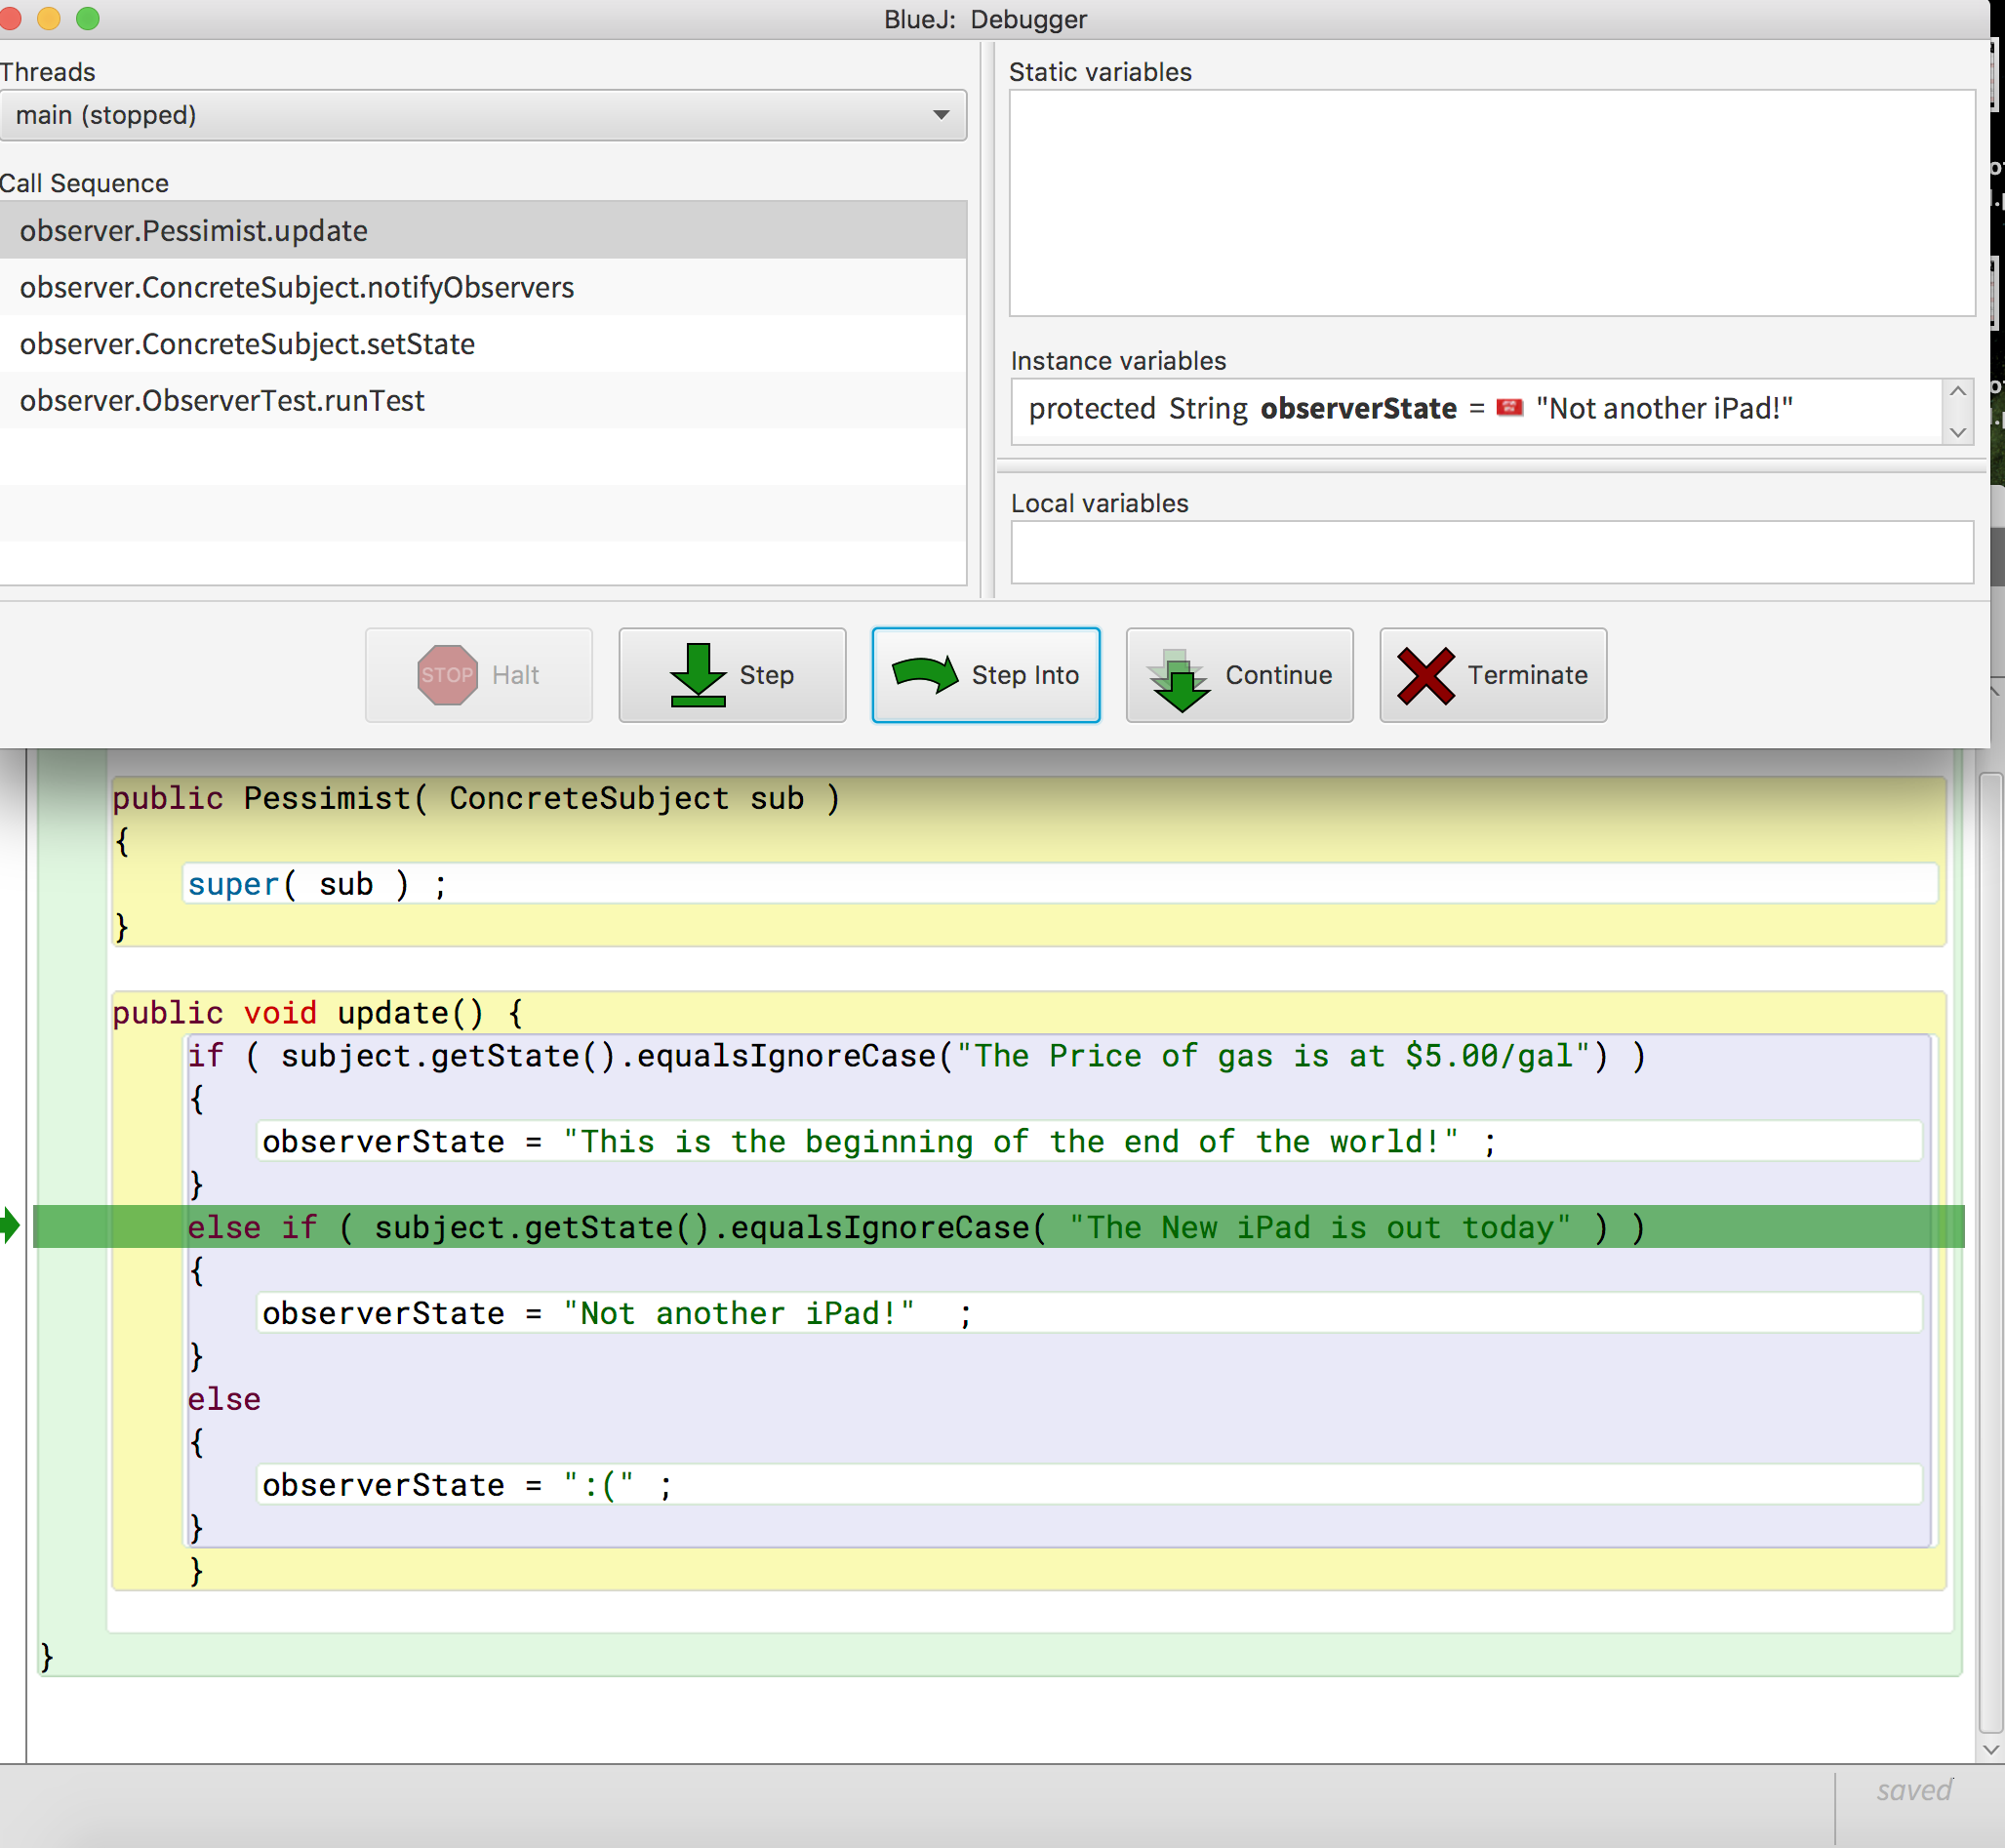 BlueJ: Debugger
Threads
main (stopped)
Call Sequence
observer.Pessimist.update
observer.ConcreteSubject.notifyObservers
observer.ConcreteSubject.setState
observer.ObserverTest.runTest
Static variables
Instance variables
protected String observerState = "Not another iPad!"
Local variables
STOP Halt
Step
Step Into
Continue
Terminate
public Pessimist( ConcreteSubject sub )
{
super( sub ) ;
}
public void update() {
if ( subject.getState().equalsIgnoreCase("The Price of gas is at $5.00/gal") )
{
observerState = "This is the beginning of the end of the world!" ;
}
else if ( subject.getState().equalsIgnoreCase( "The New iPad is out today" ) )
{
observerState = "Not another iPad!"  ;
}
else
{
observerState = ":(" ;
}
}
}
saved